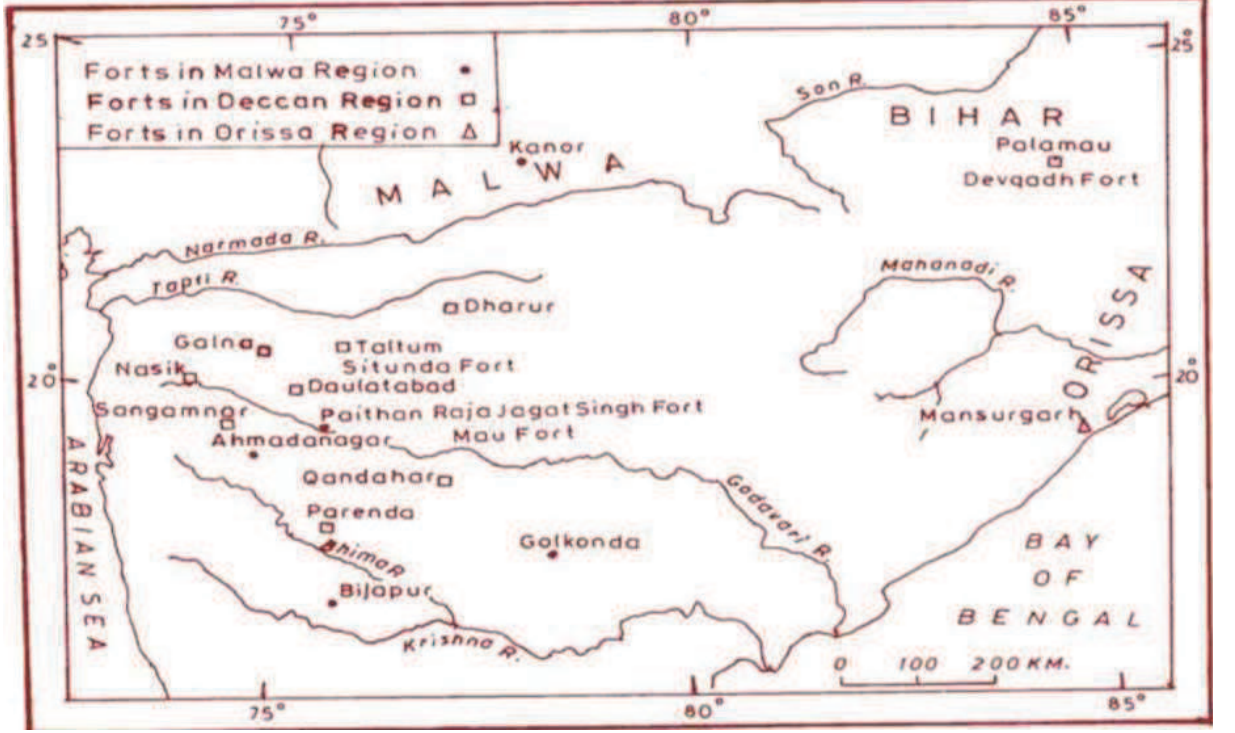 75°
80°
85°
25°
25°
Forts in Malwa Region
Forts in Deccan Region
Forts in Orissa Region
Son R.
BIHAR
Kanor
Palamau
MALWA
Devqadh Fort
Narmada R.
Tapti R.
Mahanadi R.
ORISSA
Dharur
Galna
Taltum
Situnda Fort
Nasik
20°
20°
Daulatabad
Sangamnar
Paithan Raja Jagat Singh Fort
Mansurgarh
Ahmadanagar
Mau Fort
ARABIAN SEA
Qandahar
Godavari R.
Parenda
Bhima R
Golkonda
BAY
OF
BENGAL
Bijapur
Krishna R.
0 100 200 KM.
75°
80°
85°